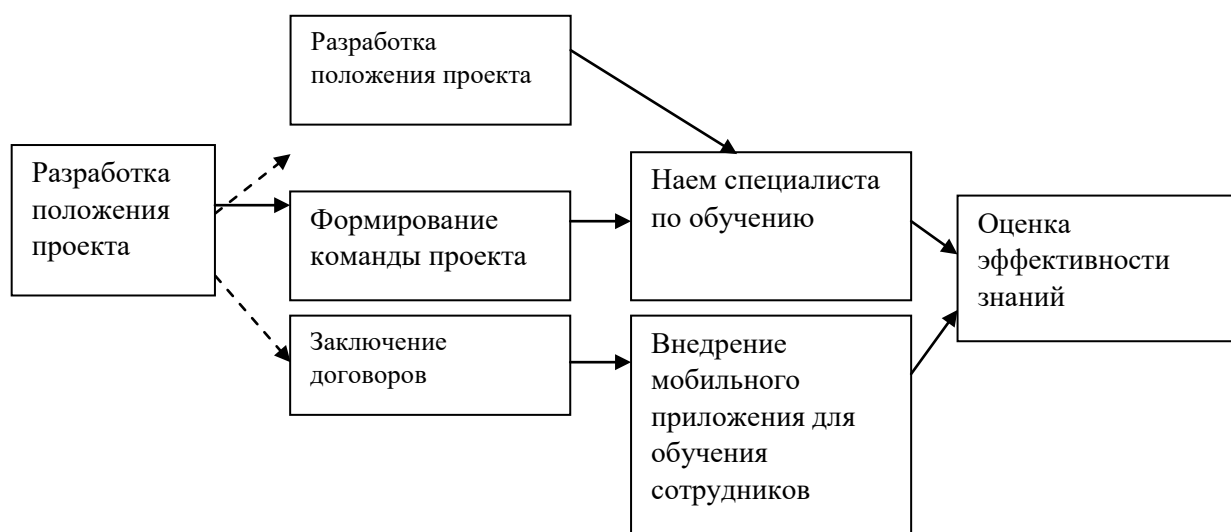 Разработка
положения проекта
Разработка
положения
проекта
Формирование
команды проекта
Заключение
договоров
Наем специалиста
по обучению
Внедрение
мобильного
приложения для
обучения
сотрудников
Оценка
эффективности
знаний